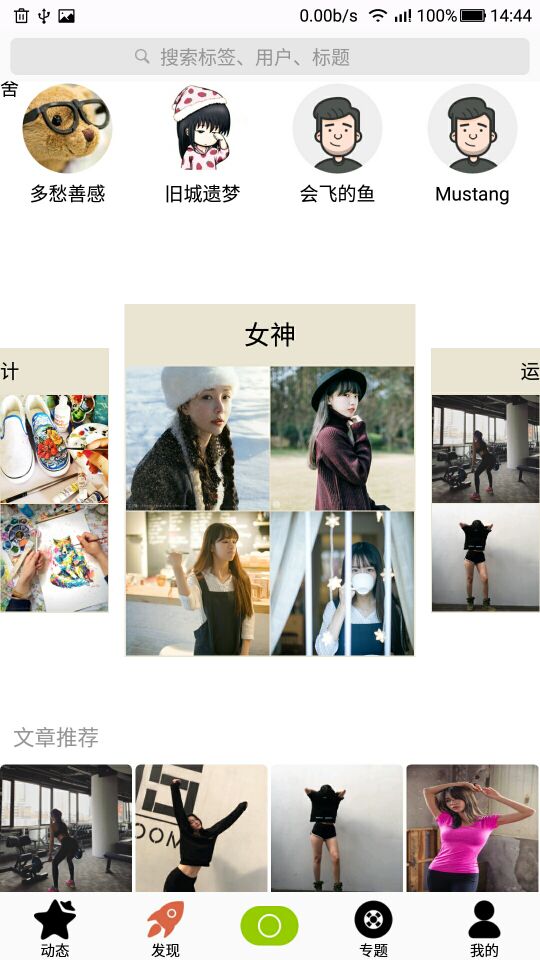 0.00b/s 100% 14:44
搜索标签、用户、标题
舍
多愁善感 旧城遗梦 会飞的鱼 Mustang
女神
计 运
文章推荐
OOM
动态 发现 专题 我的